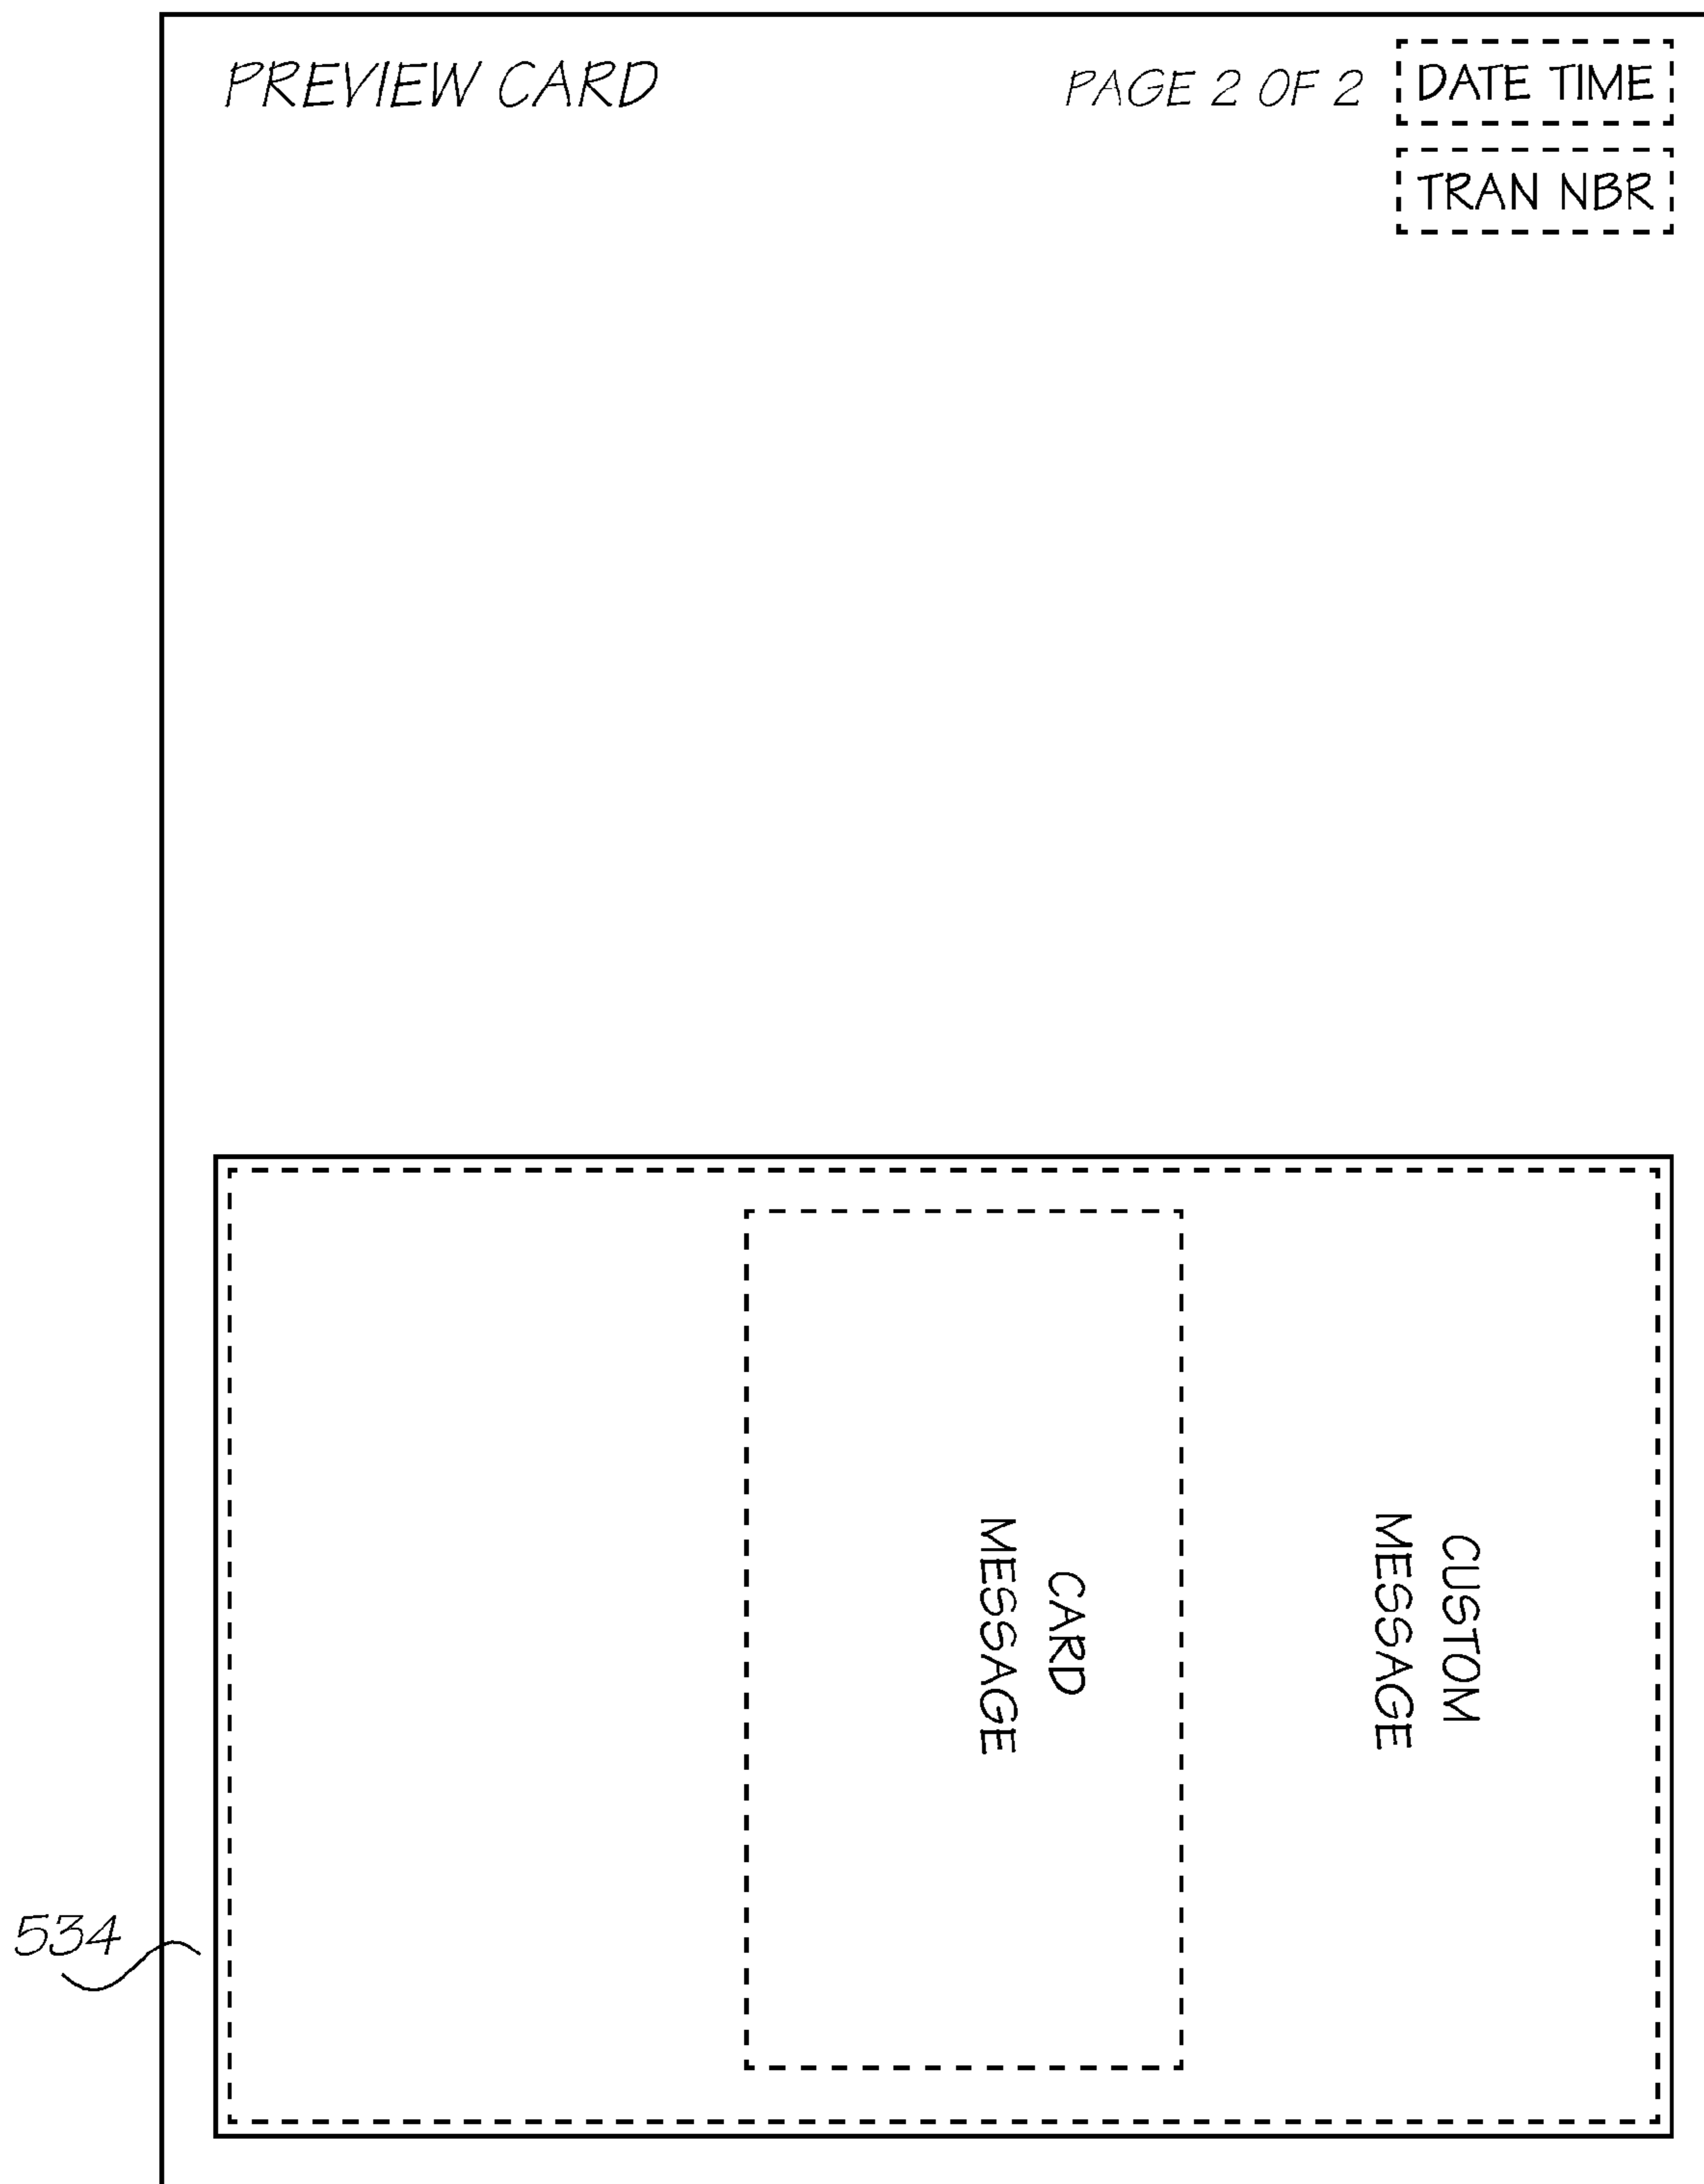 PREVIEW CARD
PAGE 2 OF 2
DATE TIME
TRAN NBR
CUSTOM
MESSAGE
CARD
MESSAGE
534